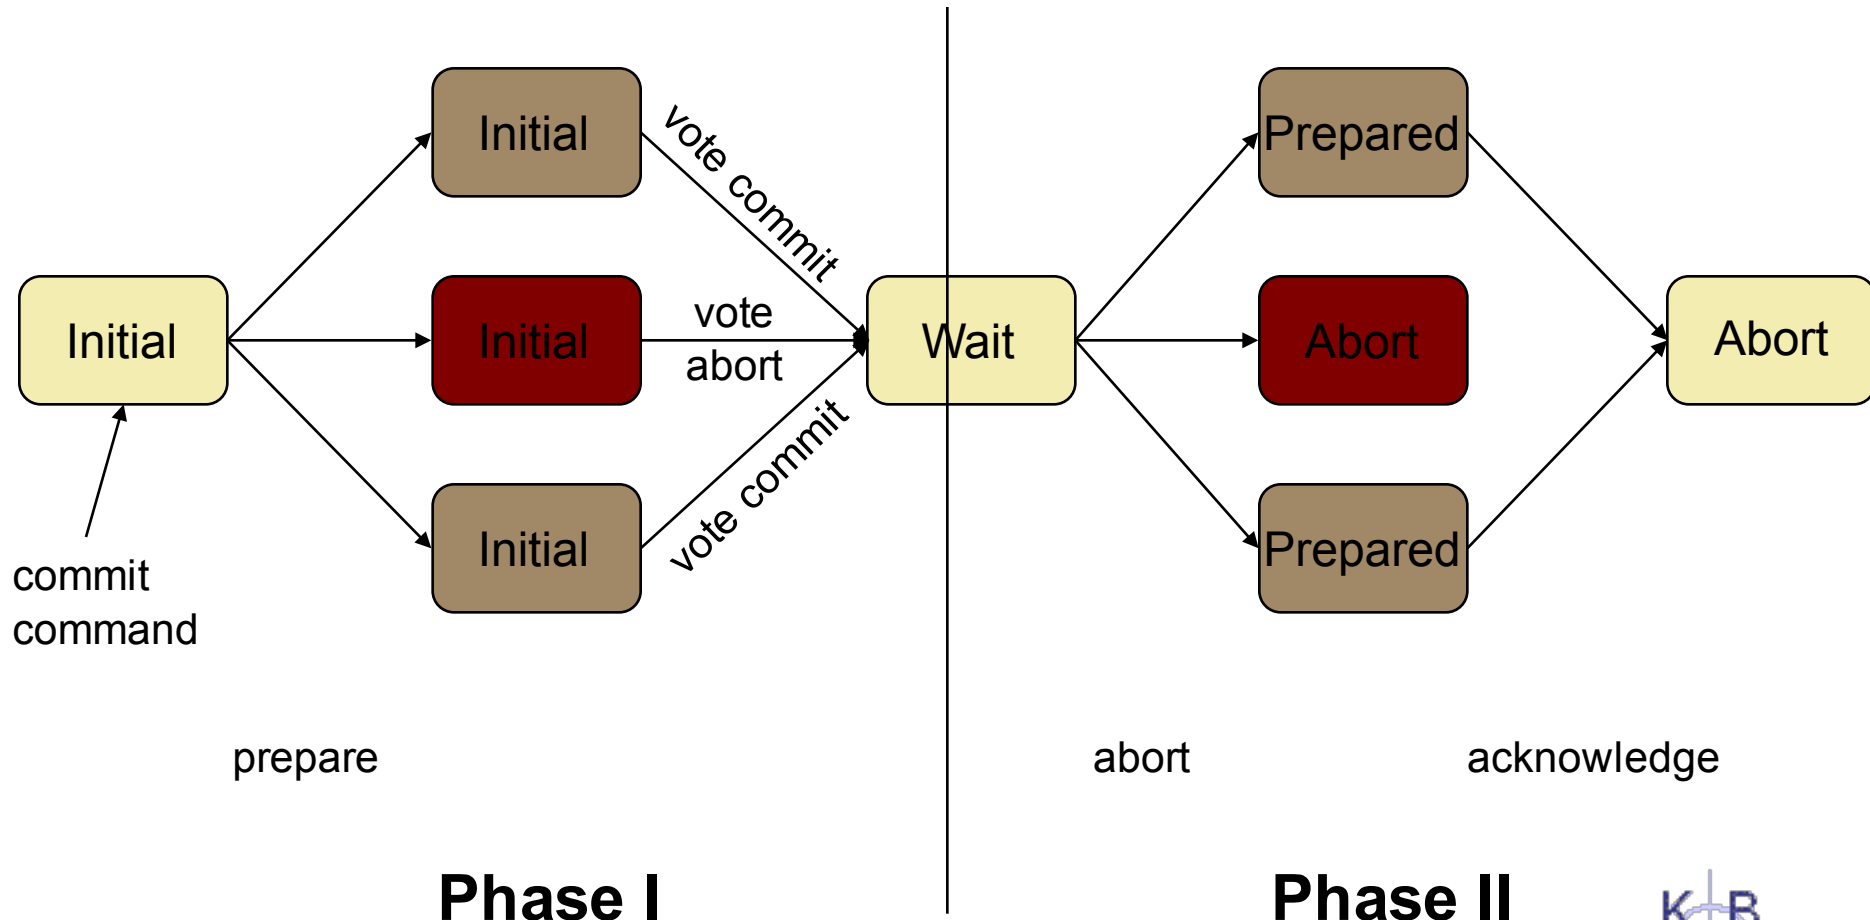 Initial
vote commit
Prepared
Initial
Initial
vote
abort
Wait
Abort
Abort
Initial
vote commit
Prepared
commit
command
prepare
abort
acknowledge
Phase I
Phase II
K B